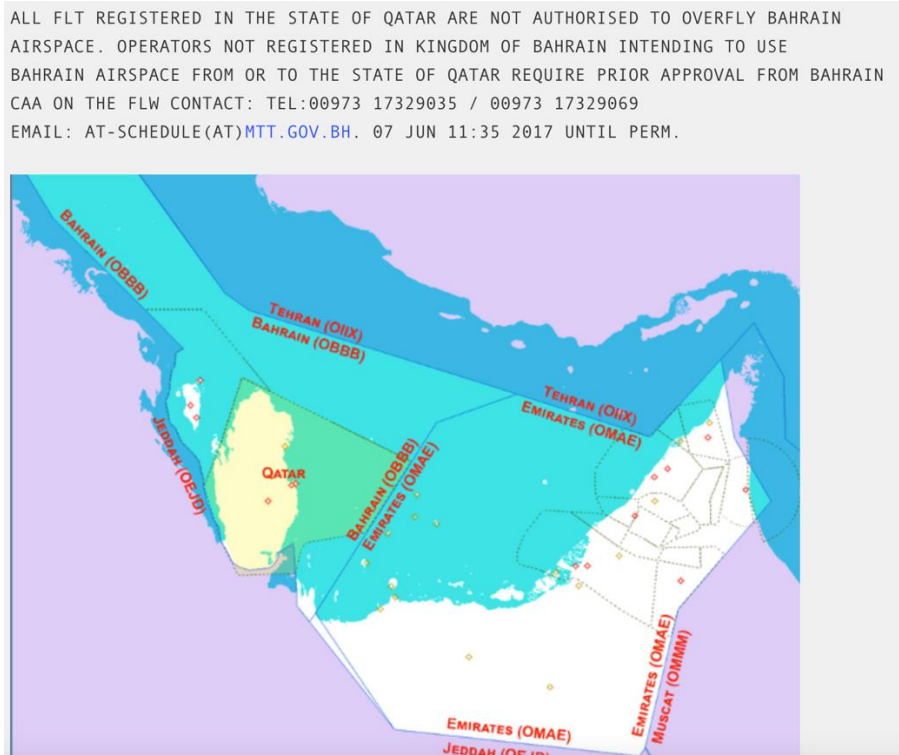 ALL FLT REGISTERED IN THE STATE OF QATAR ARE NOT AUTHORISED TO OVERFLY BAHRAIN
AIRSPACE. OPERATORS NOT REGISTERED IN KINGDOM OF BAHRAIN INTENDING TO USE
BAHRAIN AIRSPACE FROM OR TO THE STATE OF QATAR REQUIRE PRIOR APPROVAL FROM BAHRAIN
CAA ON THE FLW CONTACT: TEL:00973 17329035 / 00973 17329069
EMAIL: AT-SCHEDULE(AT)MTT.GOV.BH. 07 JUN 11:35 2017 UNTIL PERM.
BAHRAIN (OBBB)
TEHRAN (OIIX)
BAHRAIN (OBBB)
TEHRAN (OIIX)
EMIRATES (OMAE)
JEDDAH (OEJD)
QATAR
BAHRAIN (OBBB)
EMIRATES (OMAE)
EMIRATES (OMAE)
MUSCAT (OMMM)
EMIRATES (OMAE)
JEDDAH (OEJD)